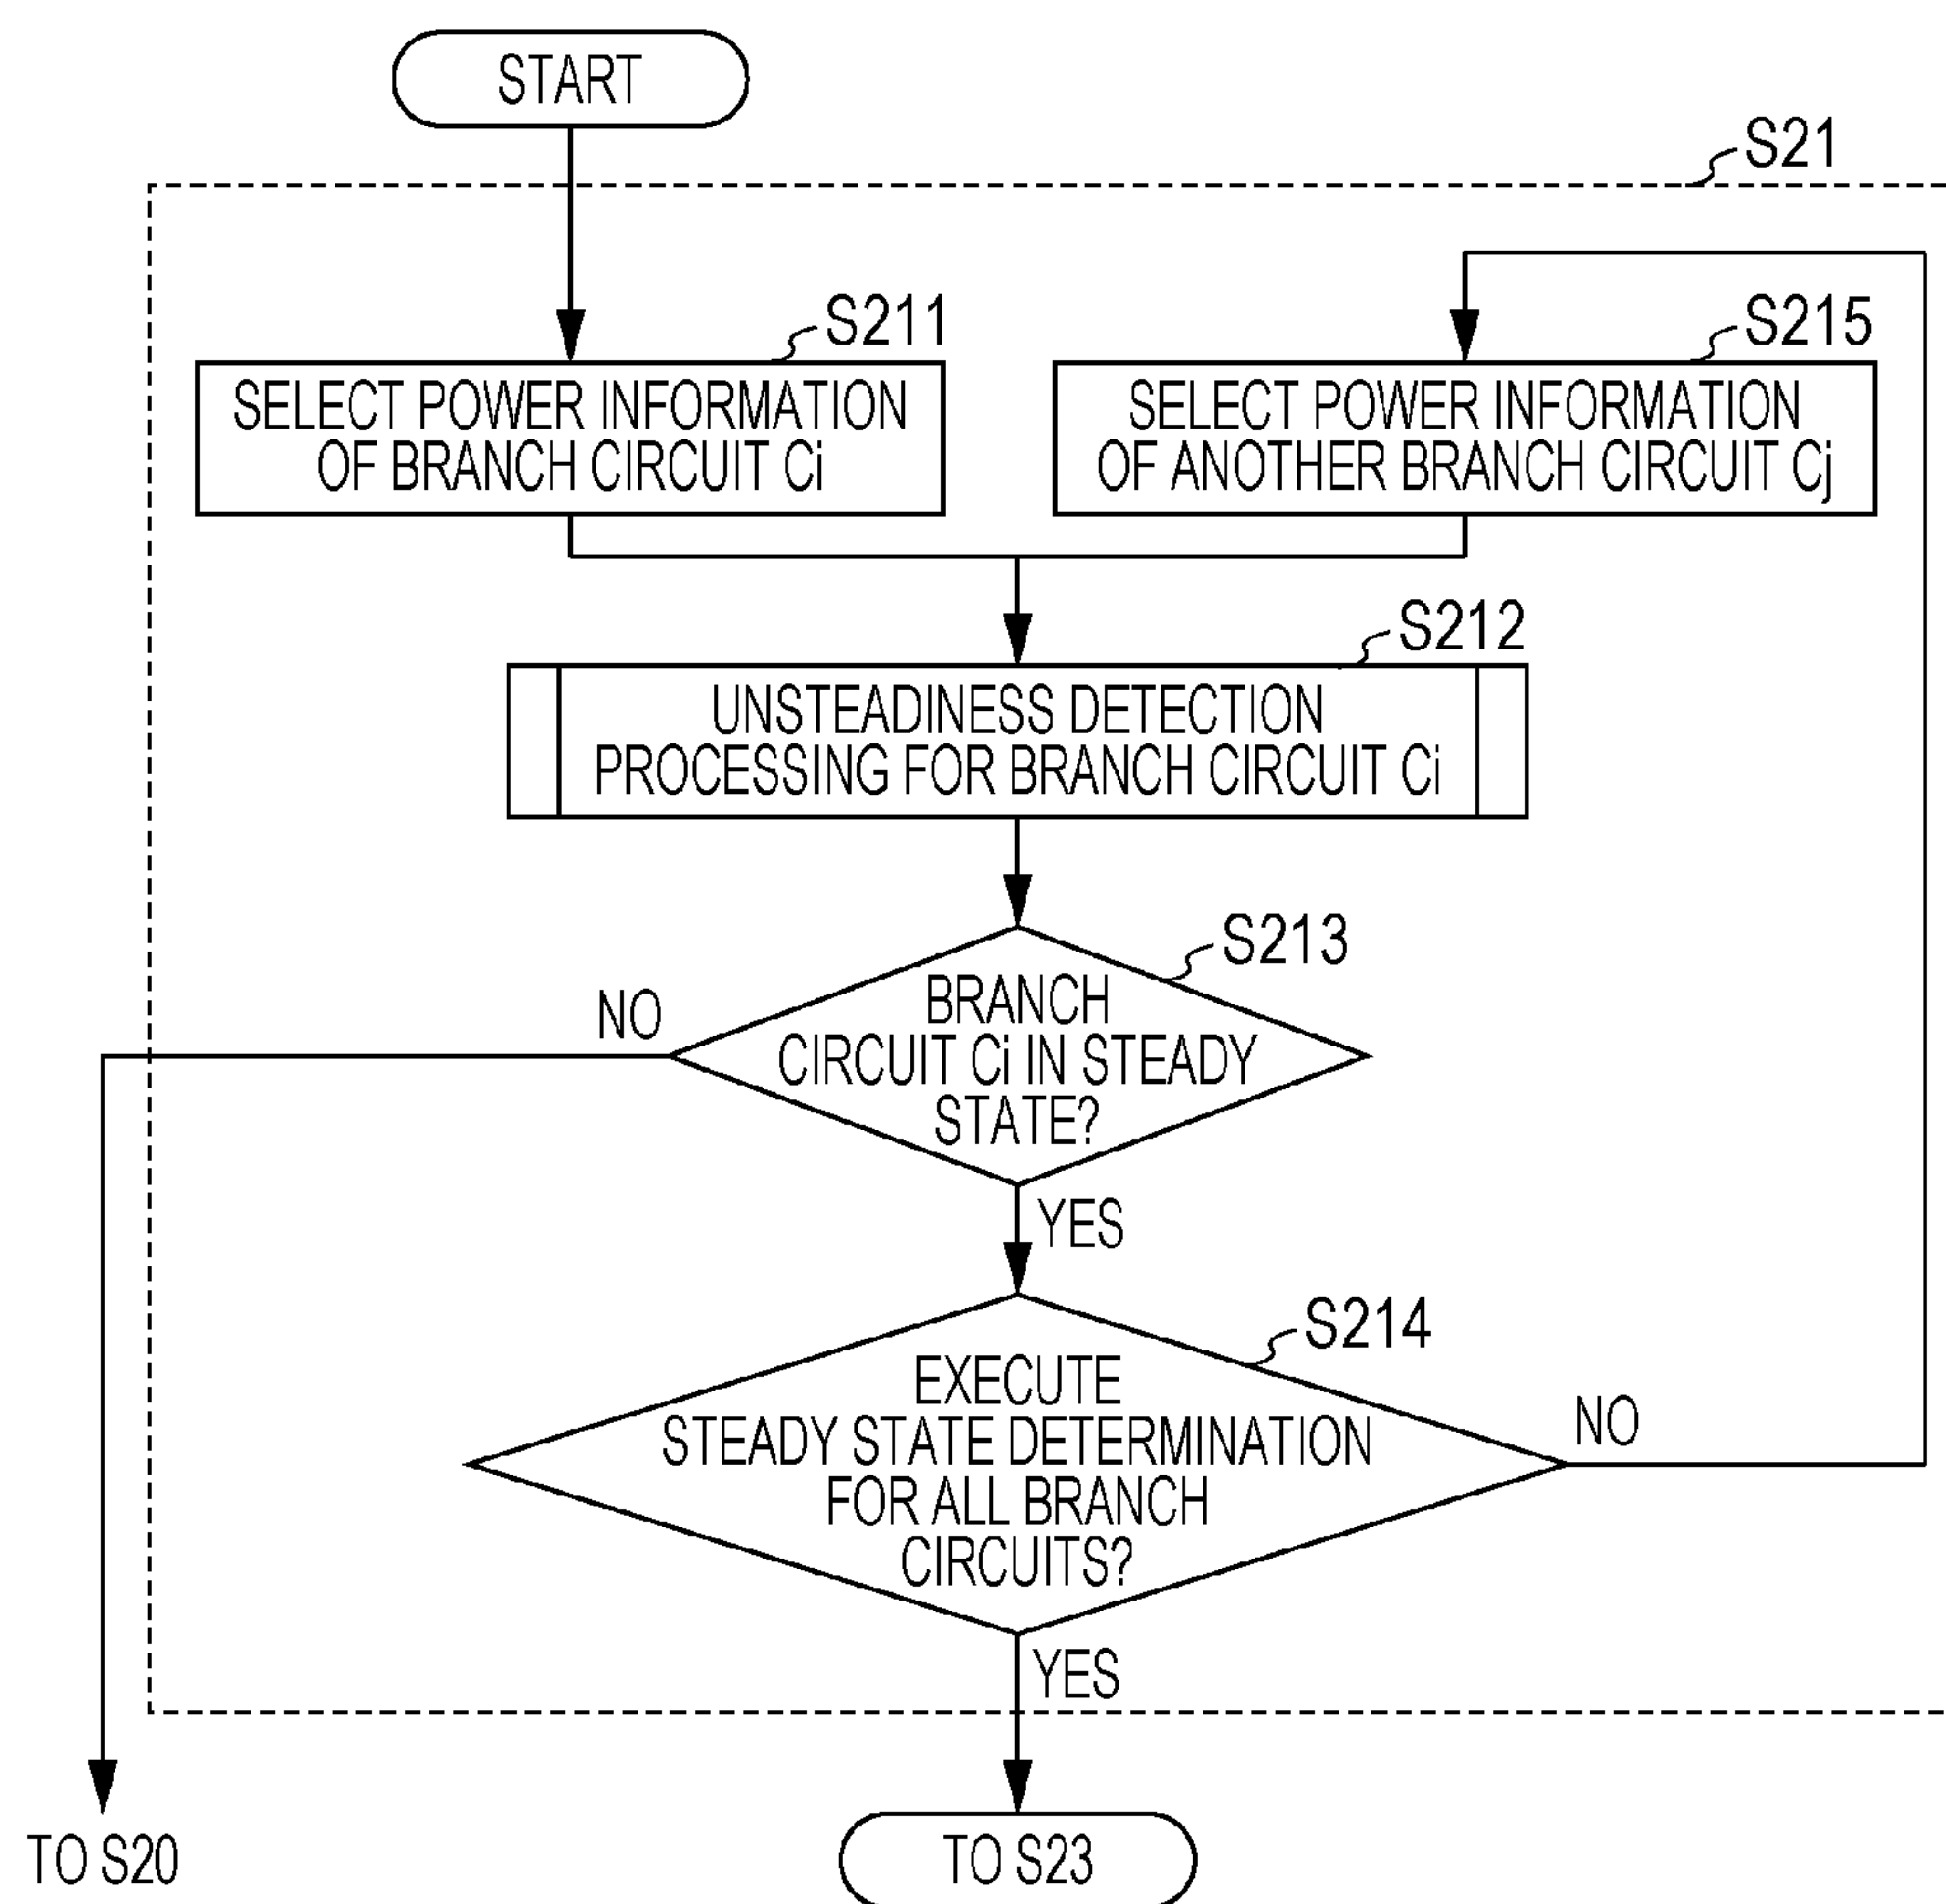 START
S21
S211
SELECT POWER INFORMATION
OF BRANCH CIRCUIT Ci
S215
SELECT POWER INFORMATION
OF ANOTHER BRANCH CIRCUIT Cj
S212
UNSTEADINESS DETECTION
PROCESSING FOR BRANCH CIRCUIT Ci
S213
BRANCH
CIRCUIT Ci IN STEADY
STATE?
NO
YES
S214
EXECUTE
STEADY STATE DETERMINATION
FOR ALL BRANCH
CIRCUITS?
NO
YES
TO S20
TO S23